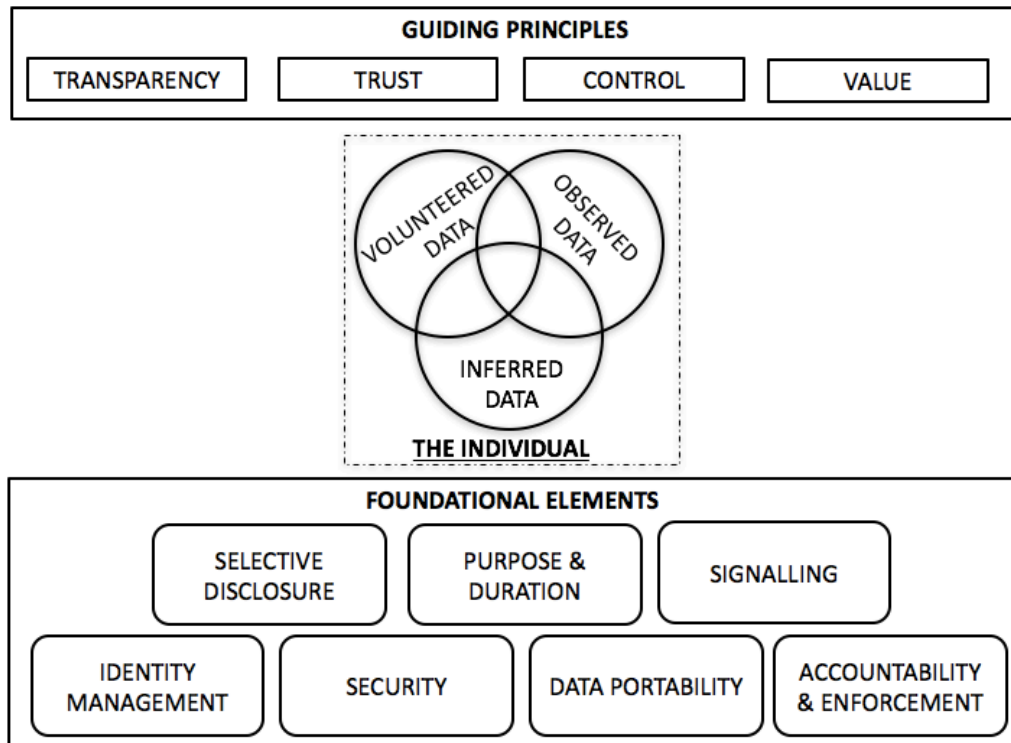 GUIDING PRINCIPLES
TRANSPARENCY
TRUST
CONTROL
VALUE
VOLUNTEERED
DATA
OBSERVED
DATA
INFERRED
DATA
THE INDIVIDUAL
FOUNDATIONAL ELEMENTS
SELECTIVE
DISCLOSURE
PURPOSE &
DURATION
SIGNALLING
IDENTITY
MANAGEMENT
SECURITY
DATA PORTABILITY
ACCOUNTABILITY
& ENFORCEMENT